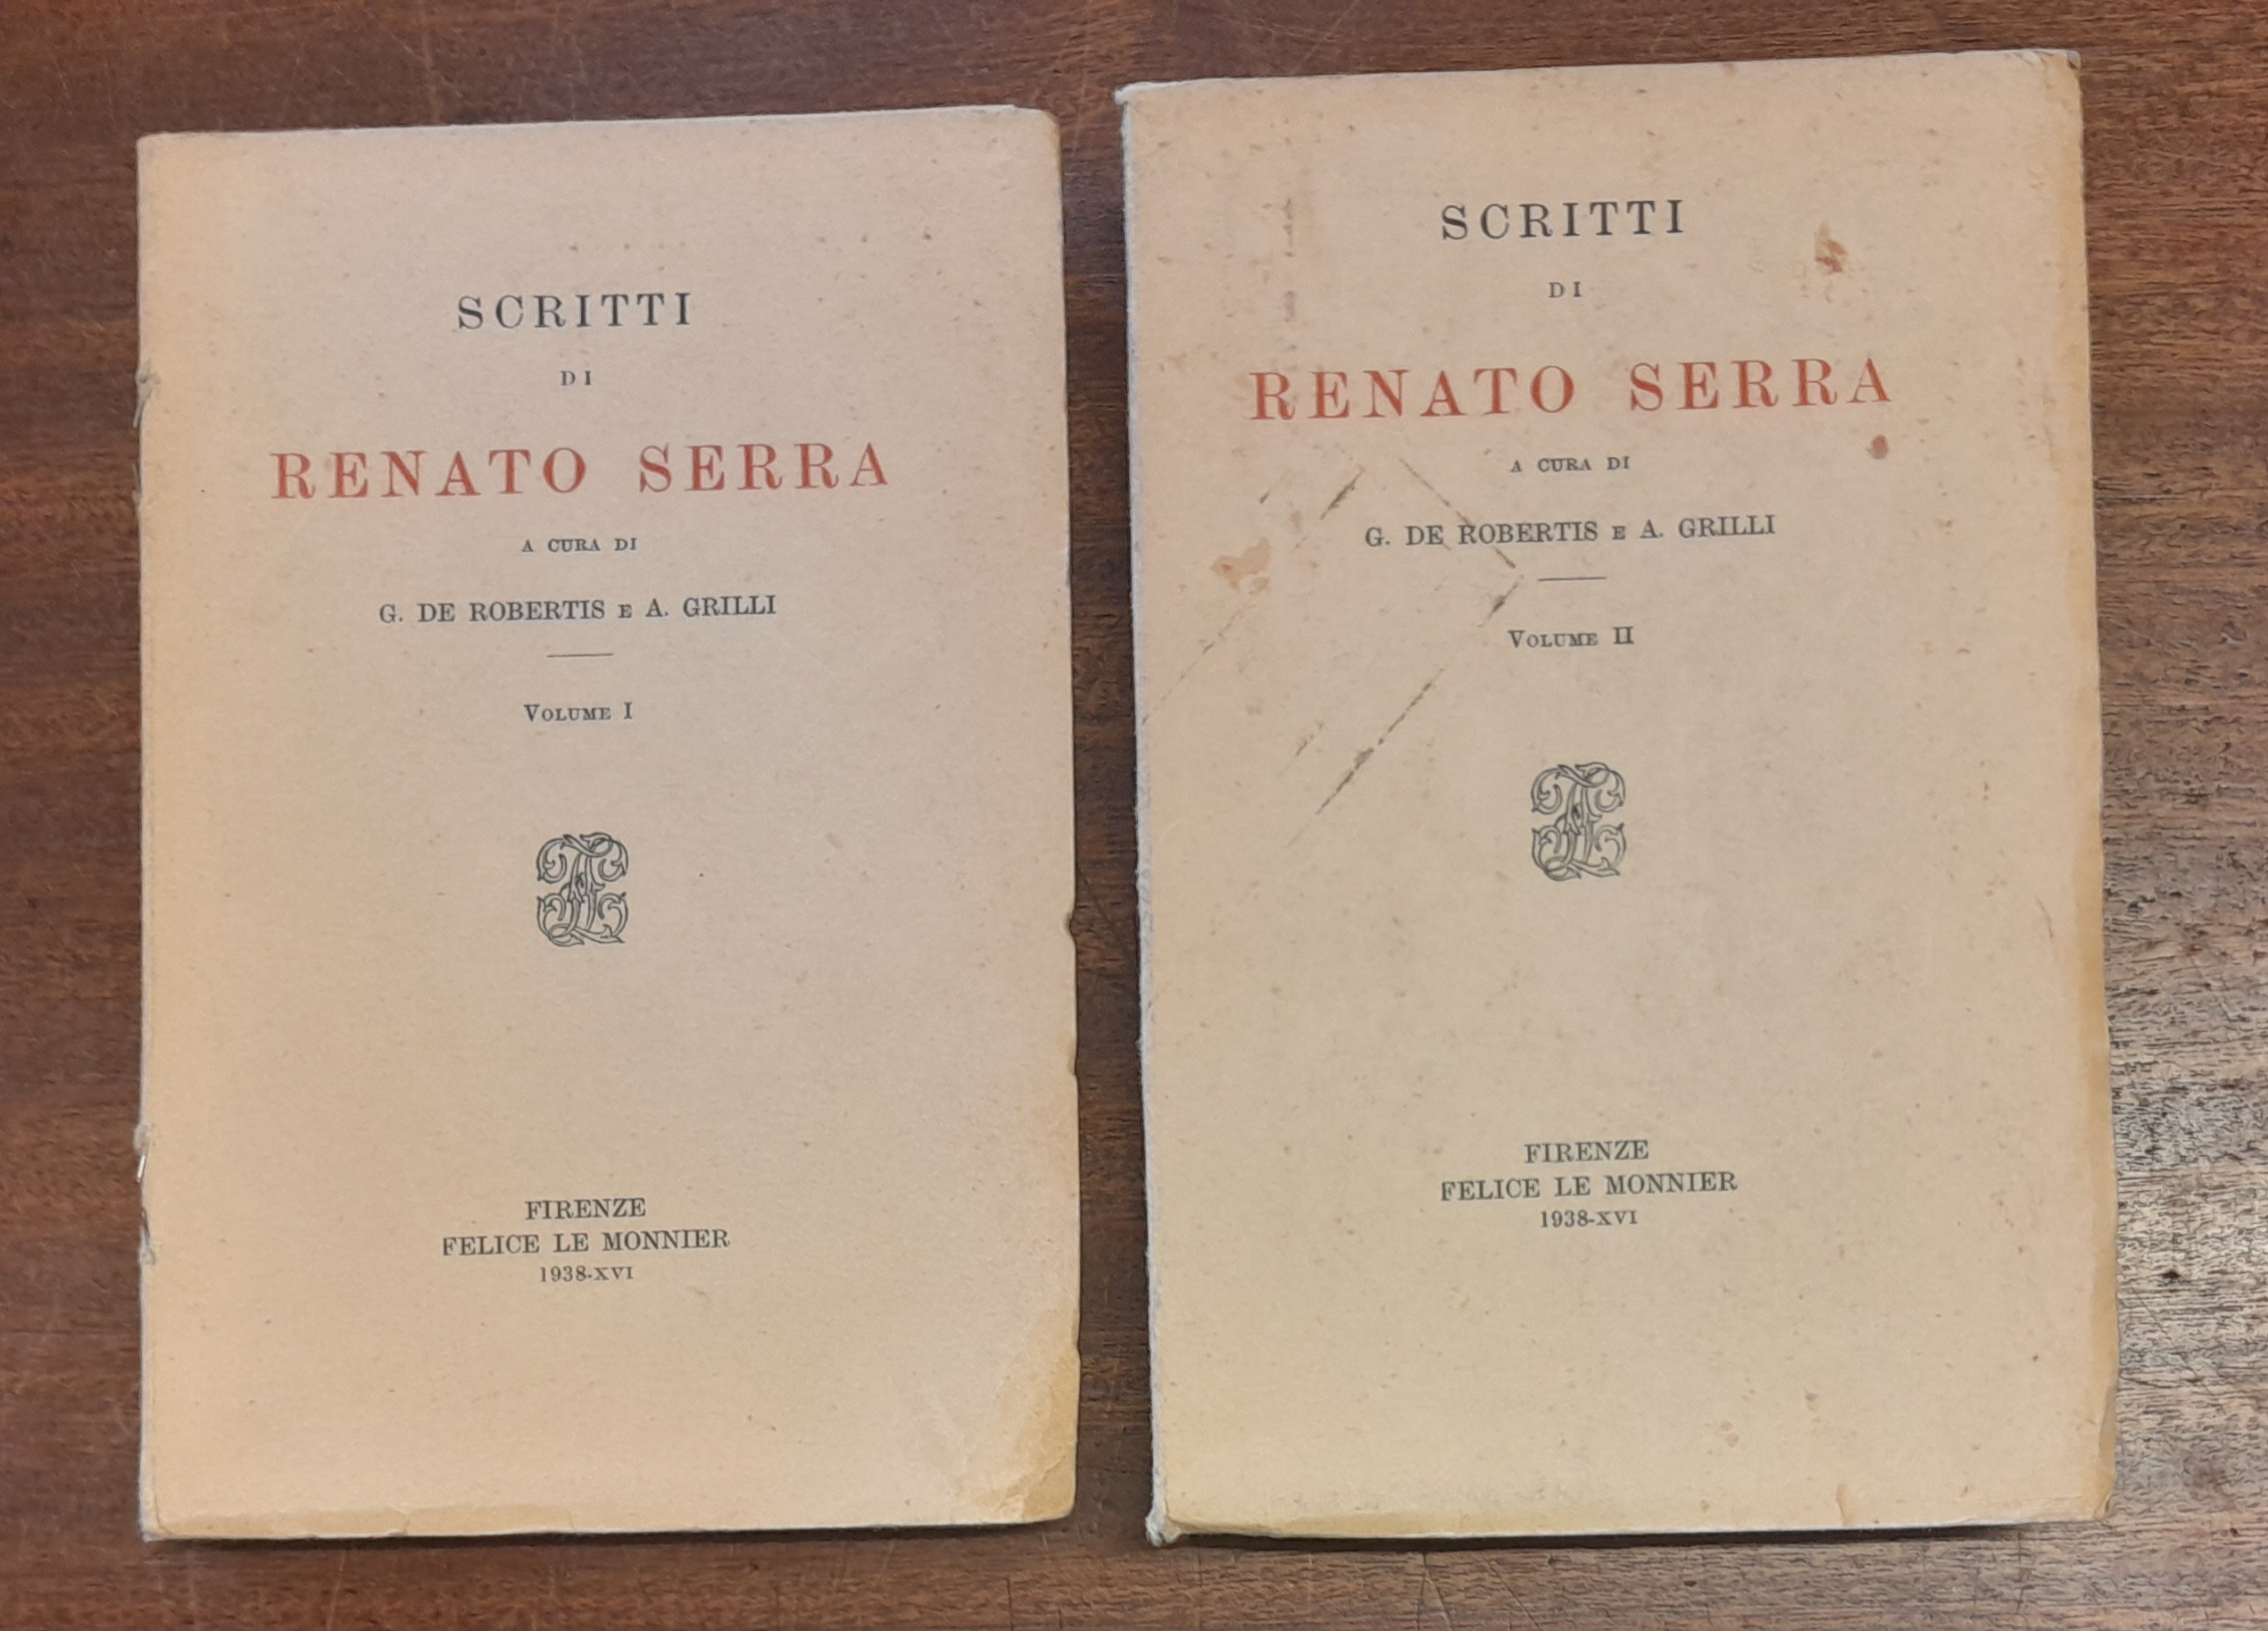 SCRITTI
DI
RENATO SERRA
A CURA DI
G. DE ROBERTIS E A. GRILLI
VOLUME I
FIRENZE
FELICE LE MONNIER
1938-XVI
SCRITTI
DI
RENATO SERRA
A CURA DI
G. DE ROBERTIS E A. GRILLI
VOLUME II
FIRENZE
FELICE LE MONNIER
1938-XVI